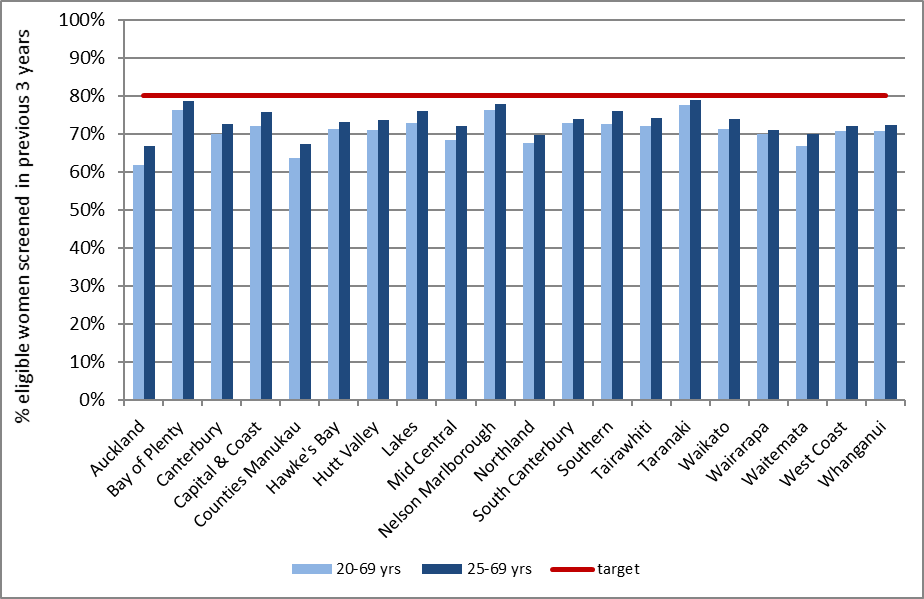 % eligible women screened in previous 3 years
100%
90%
80%
70%
60%
50%
40%
30%
20%
10%
0%
Auckland
Bay of Plenty
Canterbury
Capital & Coast
Counties Manukau
Hawke's Bay
Hutt Valley
Lakes
Mid Central
Nelson Marlborough
Northland
South Canterbury
Southern
Tairawhiti
Taranaki
Waikato
Wairarapa
Waitemata
West Coast
Whanganui
20-69 yrs 25-69 yrs target